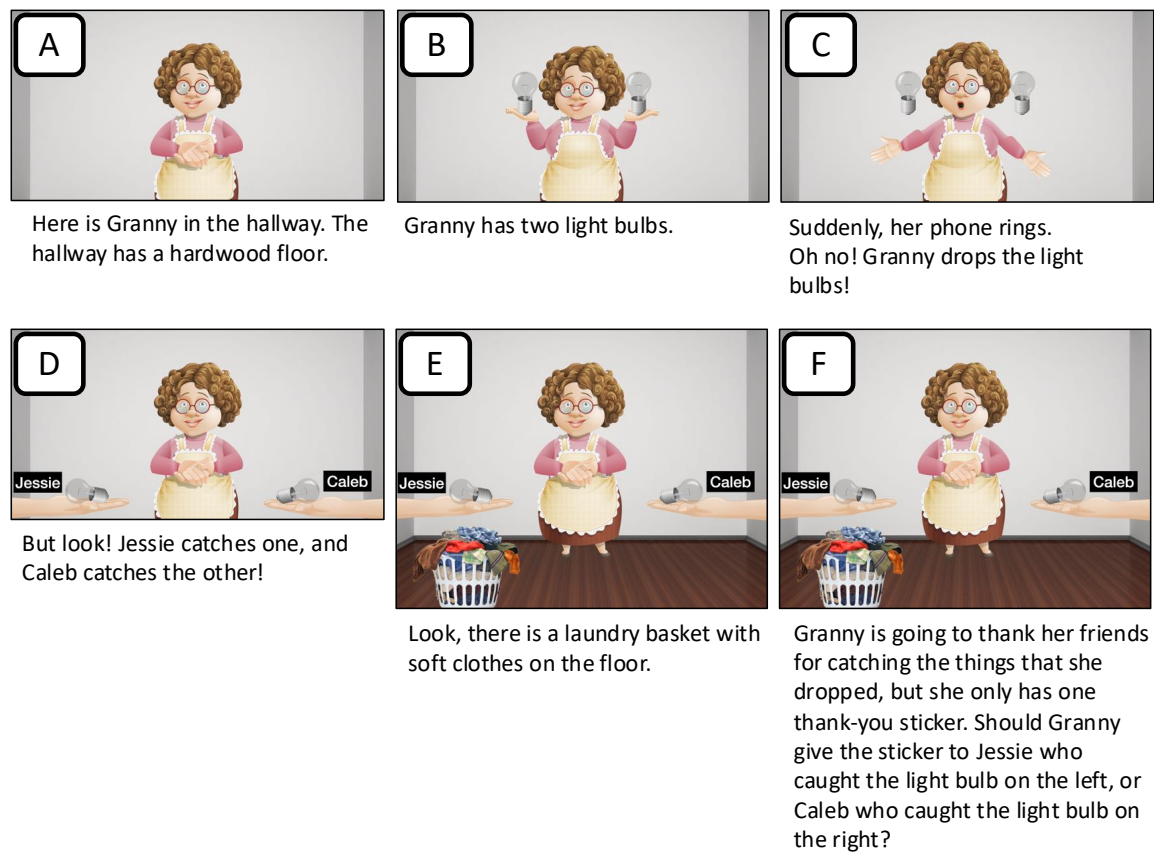 A
B
C
Here is Granny in the hallway. The
hallway has a hardwood floor.
Granny has two light bulbs.
Suddenly, her phone rings.
Oh no! Granny drops the light
bulbs!
D
Jessie
Caleb
But look! Jessie catches one, and
Caleb catches the other!
E
Jessie
Caleb
Look, there is a laundry basket with
soft clothes on the floor.
F
Jessie
Caleb
Granny is going to thank her friends
for catching the things that she
dropped, but she only has one
thank-you sticker. Should Granny
give the sticker to Jessie who
caught the light bulb on the left, or
Caleb who caught the light bulb on
the right?